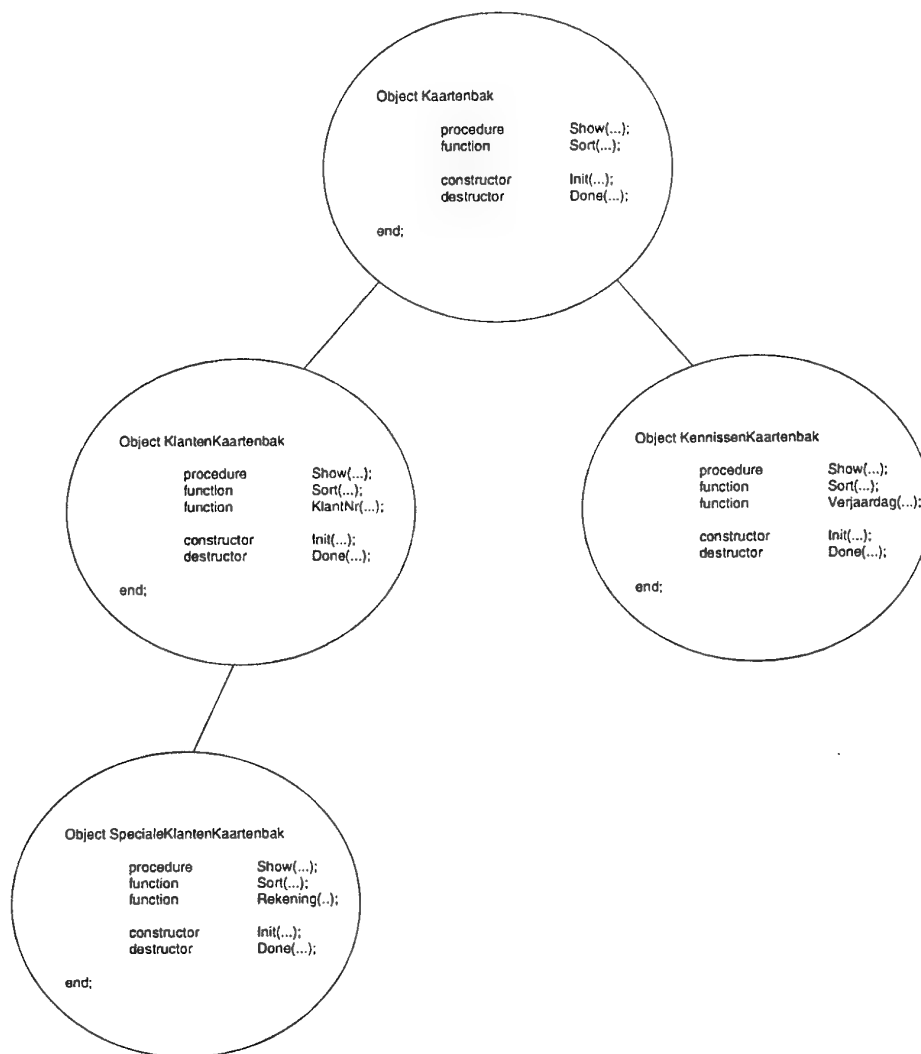 Object Kaartenbak
procedure Show(...);
function Sort(...);
constructor Init(...);
destructor Done(...);
end;
Object KlantenKaartenbak
procedure Show(...);
function Sort(...);
function KlantNr(...);
constructor Init(...);
destructor Done(...);
end;
Object KennissenKaartenbak
procedure Show(...);
function Sort(...);
function Verjaardag(...);
constructor Init(...);
destructor Done(...);
end;
Object SpecialeKlantenKaartenbak
procedure Show(...);
function Sort(...);
function Rekening(..);
constructor Init(...);
destructor Done(...);
end;